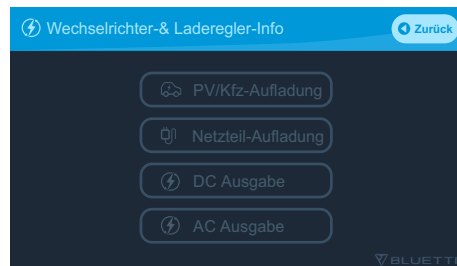 Wechselrichter-& Laderegler-Info
Zurück
PV/Kfz-Aufladung
Netzteil-Aufladung
DC Ausgabe
AC Ausgabe
BLUETTI